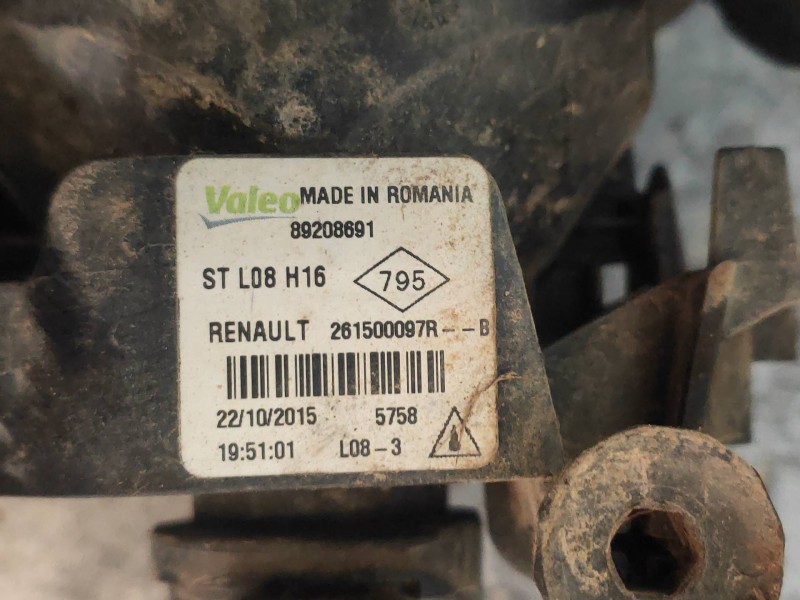 Valeo MADE IN ROMANIA
89208691
ST L08 H16 795
RENAULT 261500097R--B
22/10/2015 5758
19:51:01 L08-3